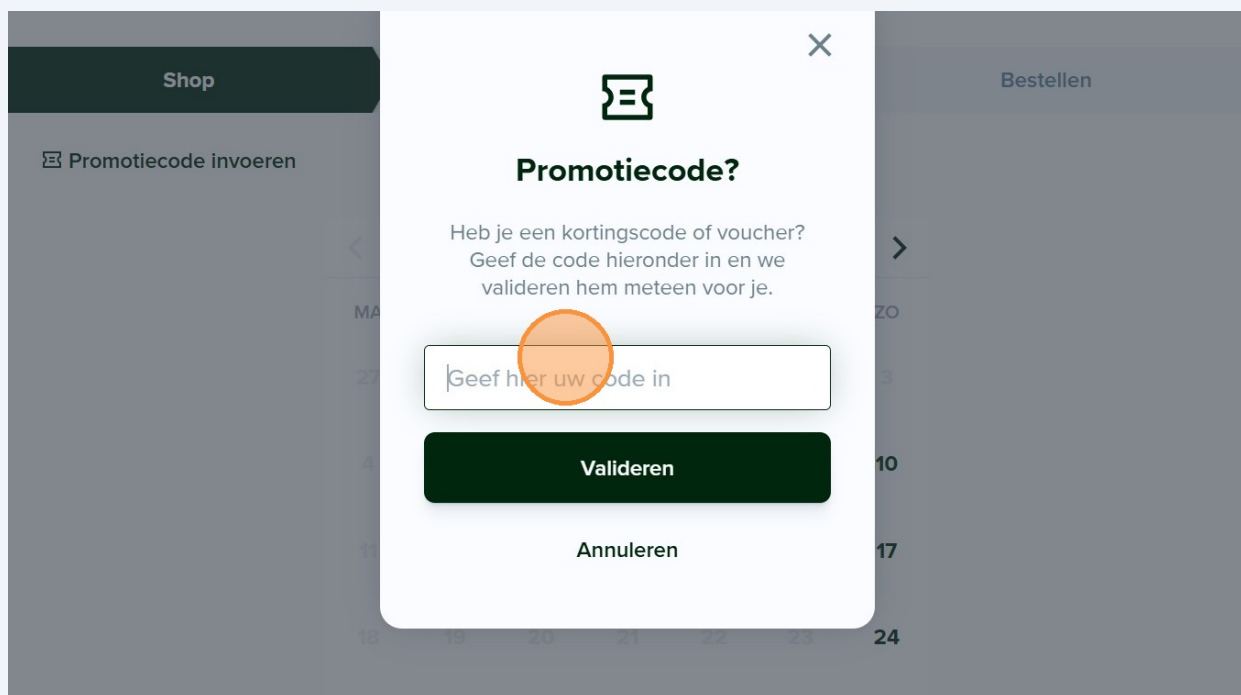 Shop
Bestellen
Promotiecode invoeren
Promotiecode?
Heb je een kortingscode of voucher?
Geef de code hieronder in en we
valideren hem meteen voor je.
MA
ZO
27
3
Geef hier uw code in
4
10
Valideren
11
17
Annuleren
18 19 20 21 22 23 24